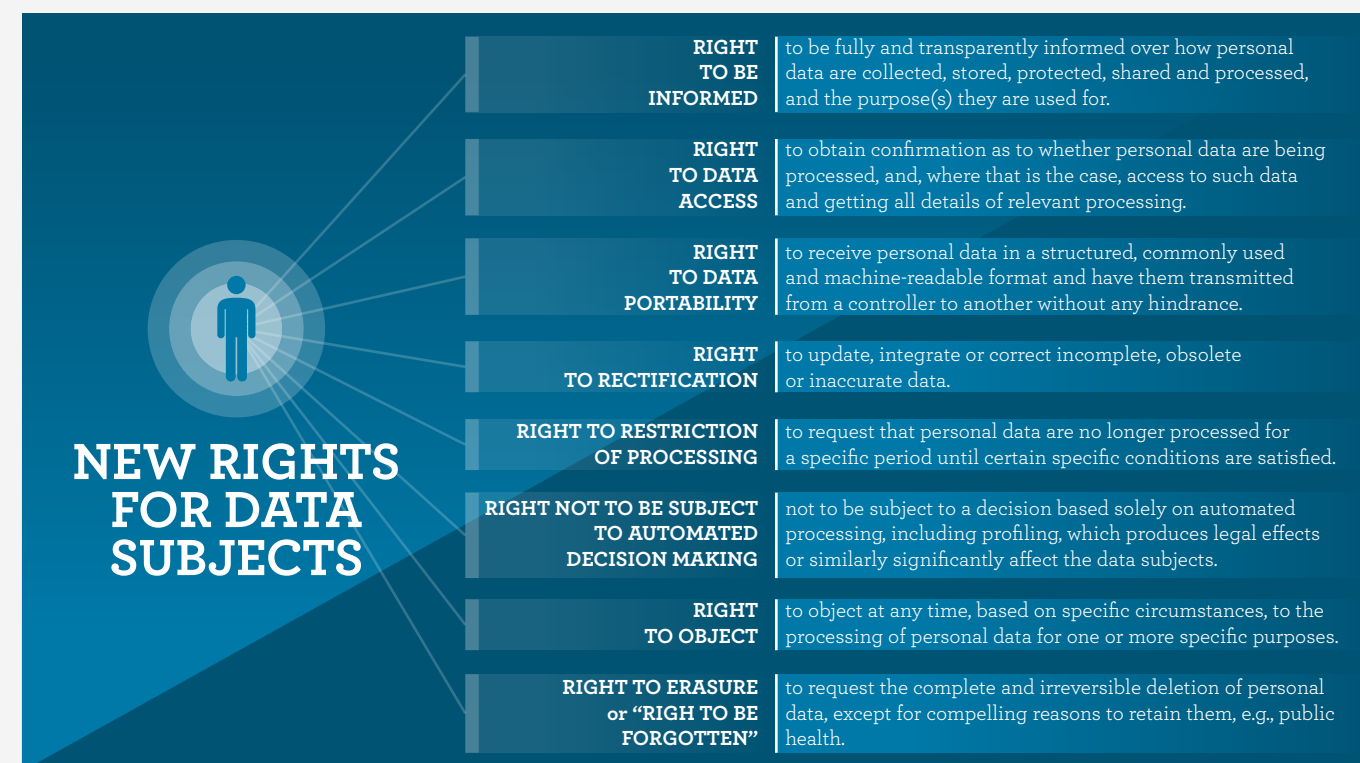 NEW RIGHTS
FOR DATA
SUBJECTS
RIGHT
TO BE
INFORMED
to be fully and transparently informed over how personal
data are collected, stored, protected, shared and processed,
and the purpose(s) they are used for.
RIGHT
TO DATA
ACCESS
to obtain confirmation as to whether personal data are being
processed, and, where that is the case, access to such data
and getting all details of relevant processing.
RIGHT
TO DATA
PORTABILITY
to receive personal data in a structured, commonly used
and machine-readable format and have them transmitted
from a controller to another without any hindrance.
RIGHT
TO RECTIFICATION
to update, integrate or correct incomplete, obsolete
or inaccurate data.
RIGHT TO RESTRICTION
OF PROCESSING
to request that personal data are no longer processed for
a specific period until certain specific conditions are satisfied.
RIGHT NOT TO BE SUBJECT
TO AUTOMATED
DECISION MAKING
not to be subject to a decision based solely on automated
processing, including profiling, which produces legal effects
or similarly significantly affect the data subjects.
RIGHT
TO OBJECT
to object at any time, based on specific circumstances, to the
processing of personal data for one or more specific purposes.
RIGHT TO ERASURE
or “RIGH TO BE
FORGOTTEN”
to request the complete and irreversible deletion of personal
data, except for compelling reasons to retain them, e.g., public
health.